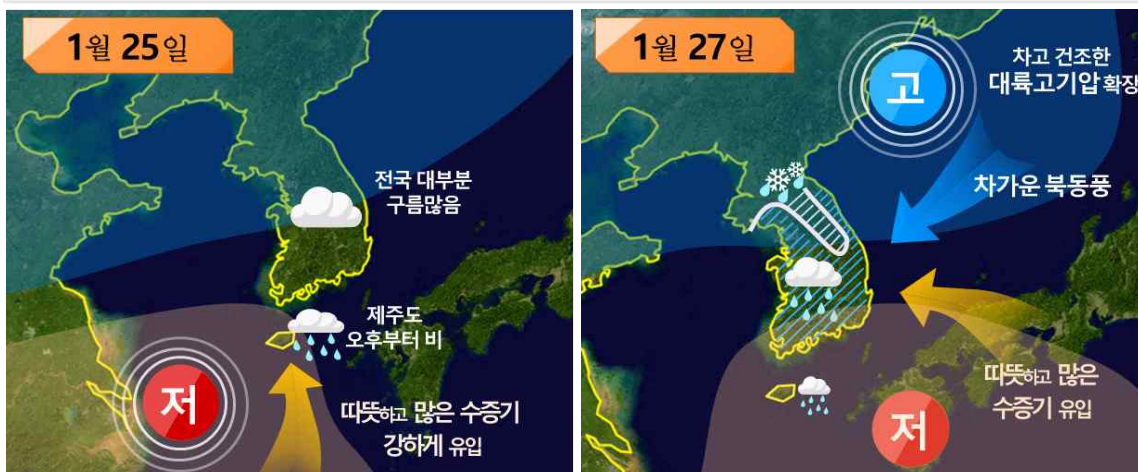 1월 25일
전국 대부분
구름많음
제주도
오후부터 비
저
따뜻하고 많은 수증기
강하게 유입
1월 27일
고
차고 건조한
대륙고기압 확장
차가운 북동풍
따뜻하고 많은
수증기 유입
저